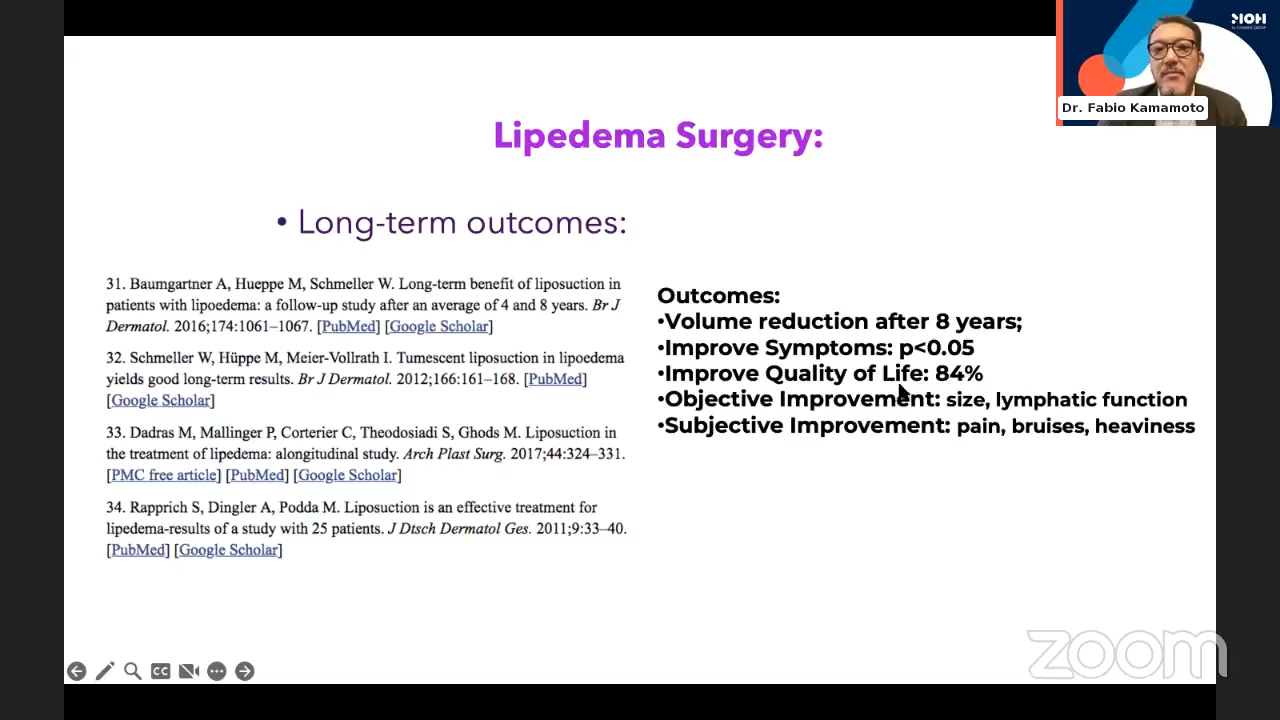 MOH
Dr. Fabio Kamamoto
Lipedema Surgery:
• Long-term outcomes:
31. Baumgartner A, Hueppe M, Schmeller W. Long-term benefit of liposuction in
patients with lipoedema: a follow-up study after an average of 4 and 8 years. Br J
Dermatol. 2016;174:1061–1067. [PubMed] [Google Scholar]
32. Schmeller W, Hüppe M, Meier-Vollrath I. Tumescent liposuction in lipoedema
yields good long-term results. Br J Dermatol. 2012;166:161–168. [PubMed]
[Google Scholar]
33. Dadras M, Mallinger P, Corterier C, Theodosiadi S, Ghods M. Liposuction in
the treatment of lipedema: alongitudinal study. Arch Plast Surg. 2017;44:324–331.
[PMC free article] [PubMed] [Google Scholar]
34. Rapprich S, Dingler A, Podda M. Liposuction is an effective treatment for
lipedema-results of a study with 25 patients. J Dtsch Dermatol Ges. 2011;9:33–40.
[PubMed] [Google Scholar]
Outcomes:
•Volume reduction after 8 years;
•Improve Symptoms: p<0.05
•Improve Quality of Life: 84%
•Objective Improvement: size, lymphatic function
•Subjective Improvement: pain, bruises, heaviness
CC
zoom